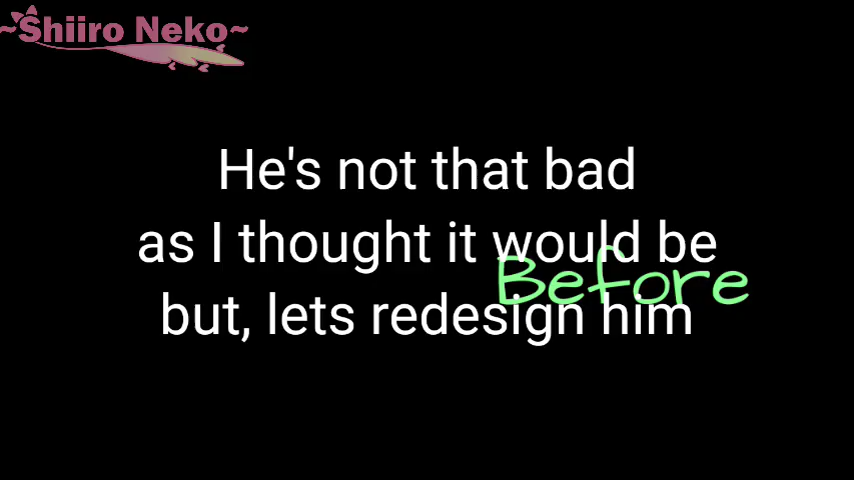 ~Shiiro Neko~
He's not that bad
as I thought it would be
Before
but, lets redesign him